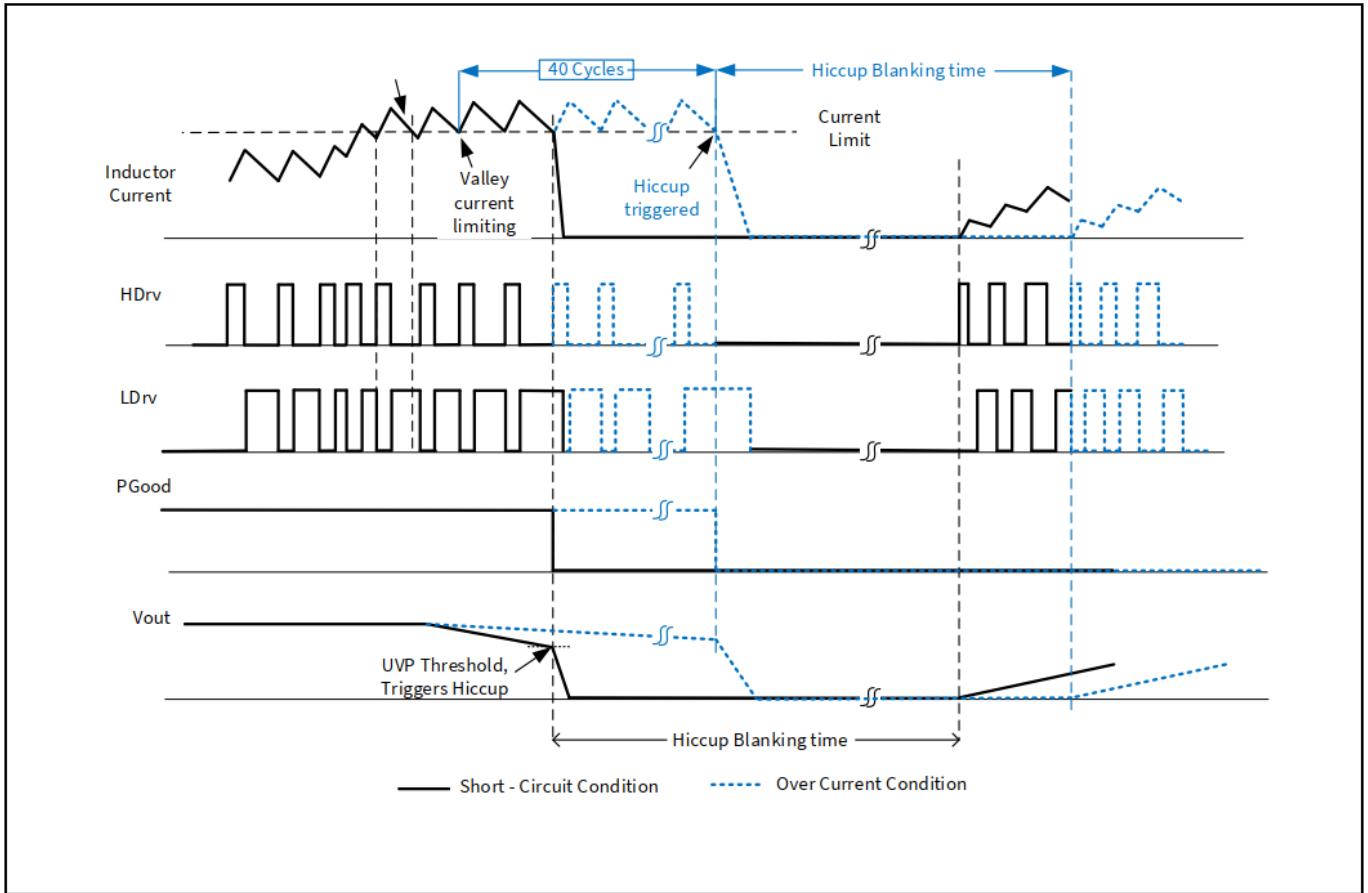 40 Cycles
Hiccup Blanking time
Current
Limit
Inductor
Current
Valley
current
limiting
Hiccup
triggered
HDrv
LDrv
PGood
Vout
UVP Threshold,
Triggers Hiccup
Hiccup Blanking time
Short - Circuit Condition
Over Current Condition